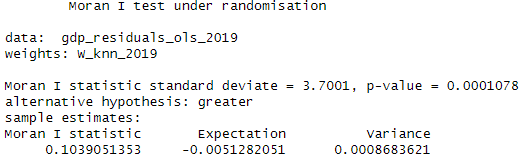 Moran I test under randomisation
data: gdp_residuals_ols_2019
weights: W_knn_2019
Moran I statistic standard deviate = 3.7001, p-value = 0.0001078
alternative hypothesis: greater
sample estimates:
Moran I statistic Expectation Variance
0.1039051353 -0.0051282051 0.0008683621